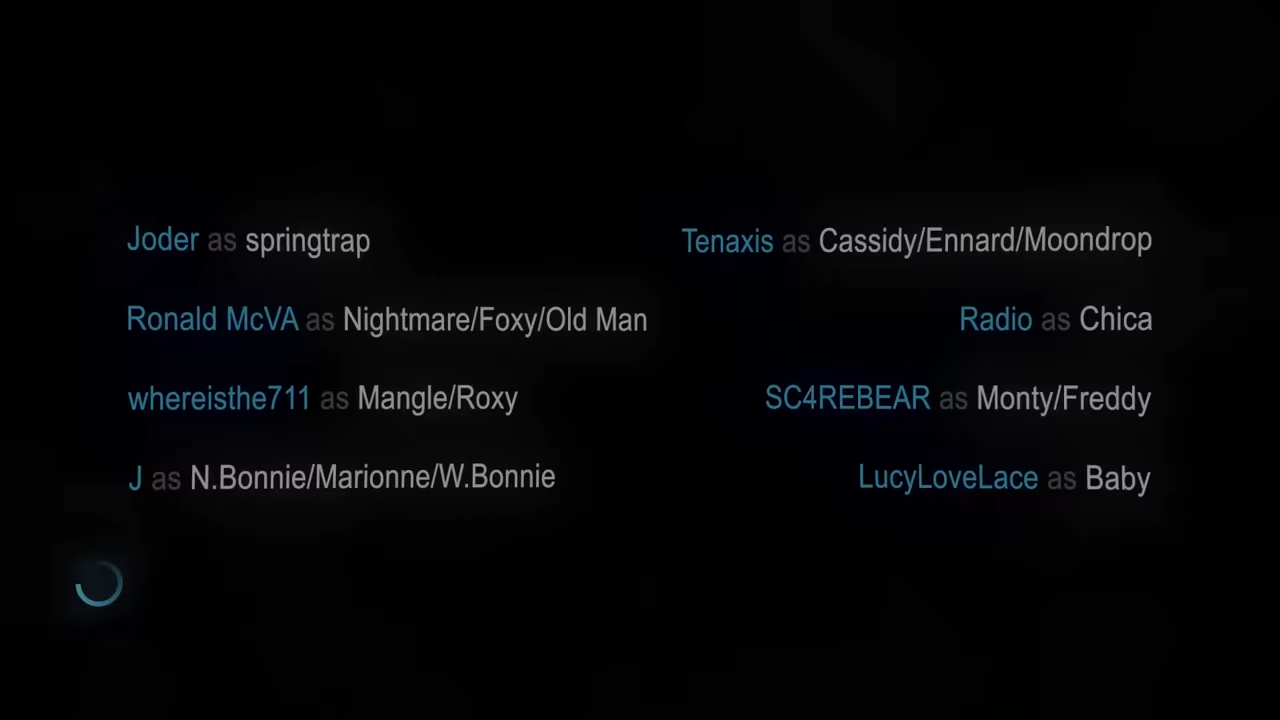 Joder as springtrap
Ronald McVA as Nightmare/Foxy/Old Man
whereisthe711 as Mangle/Roxy
J as N.Bonnie/Marionne/W.Bonnie
Tenaxis as Cassidy/Ennard/Moondrop
Radio as Chica
SC4REBEAR as Monty/Freddy
LucyLoveLace as Baby